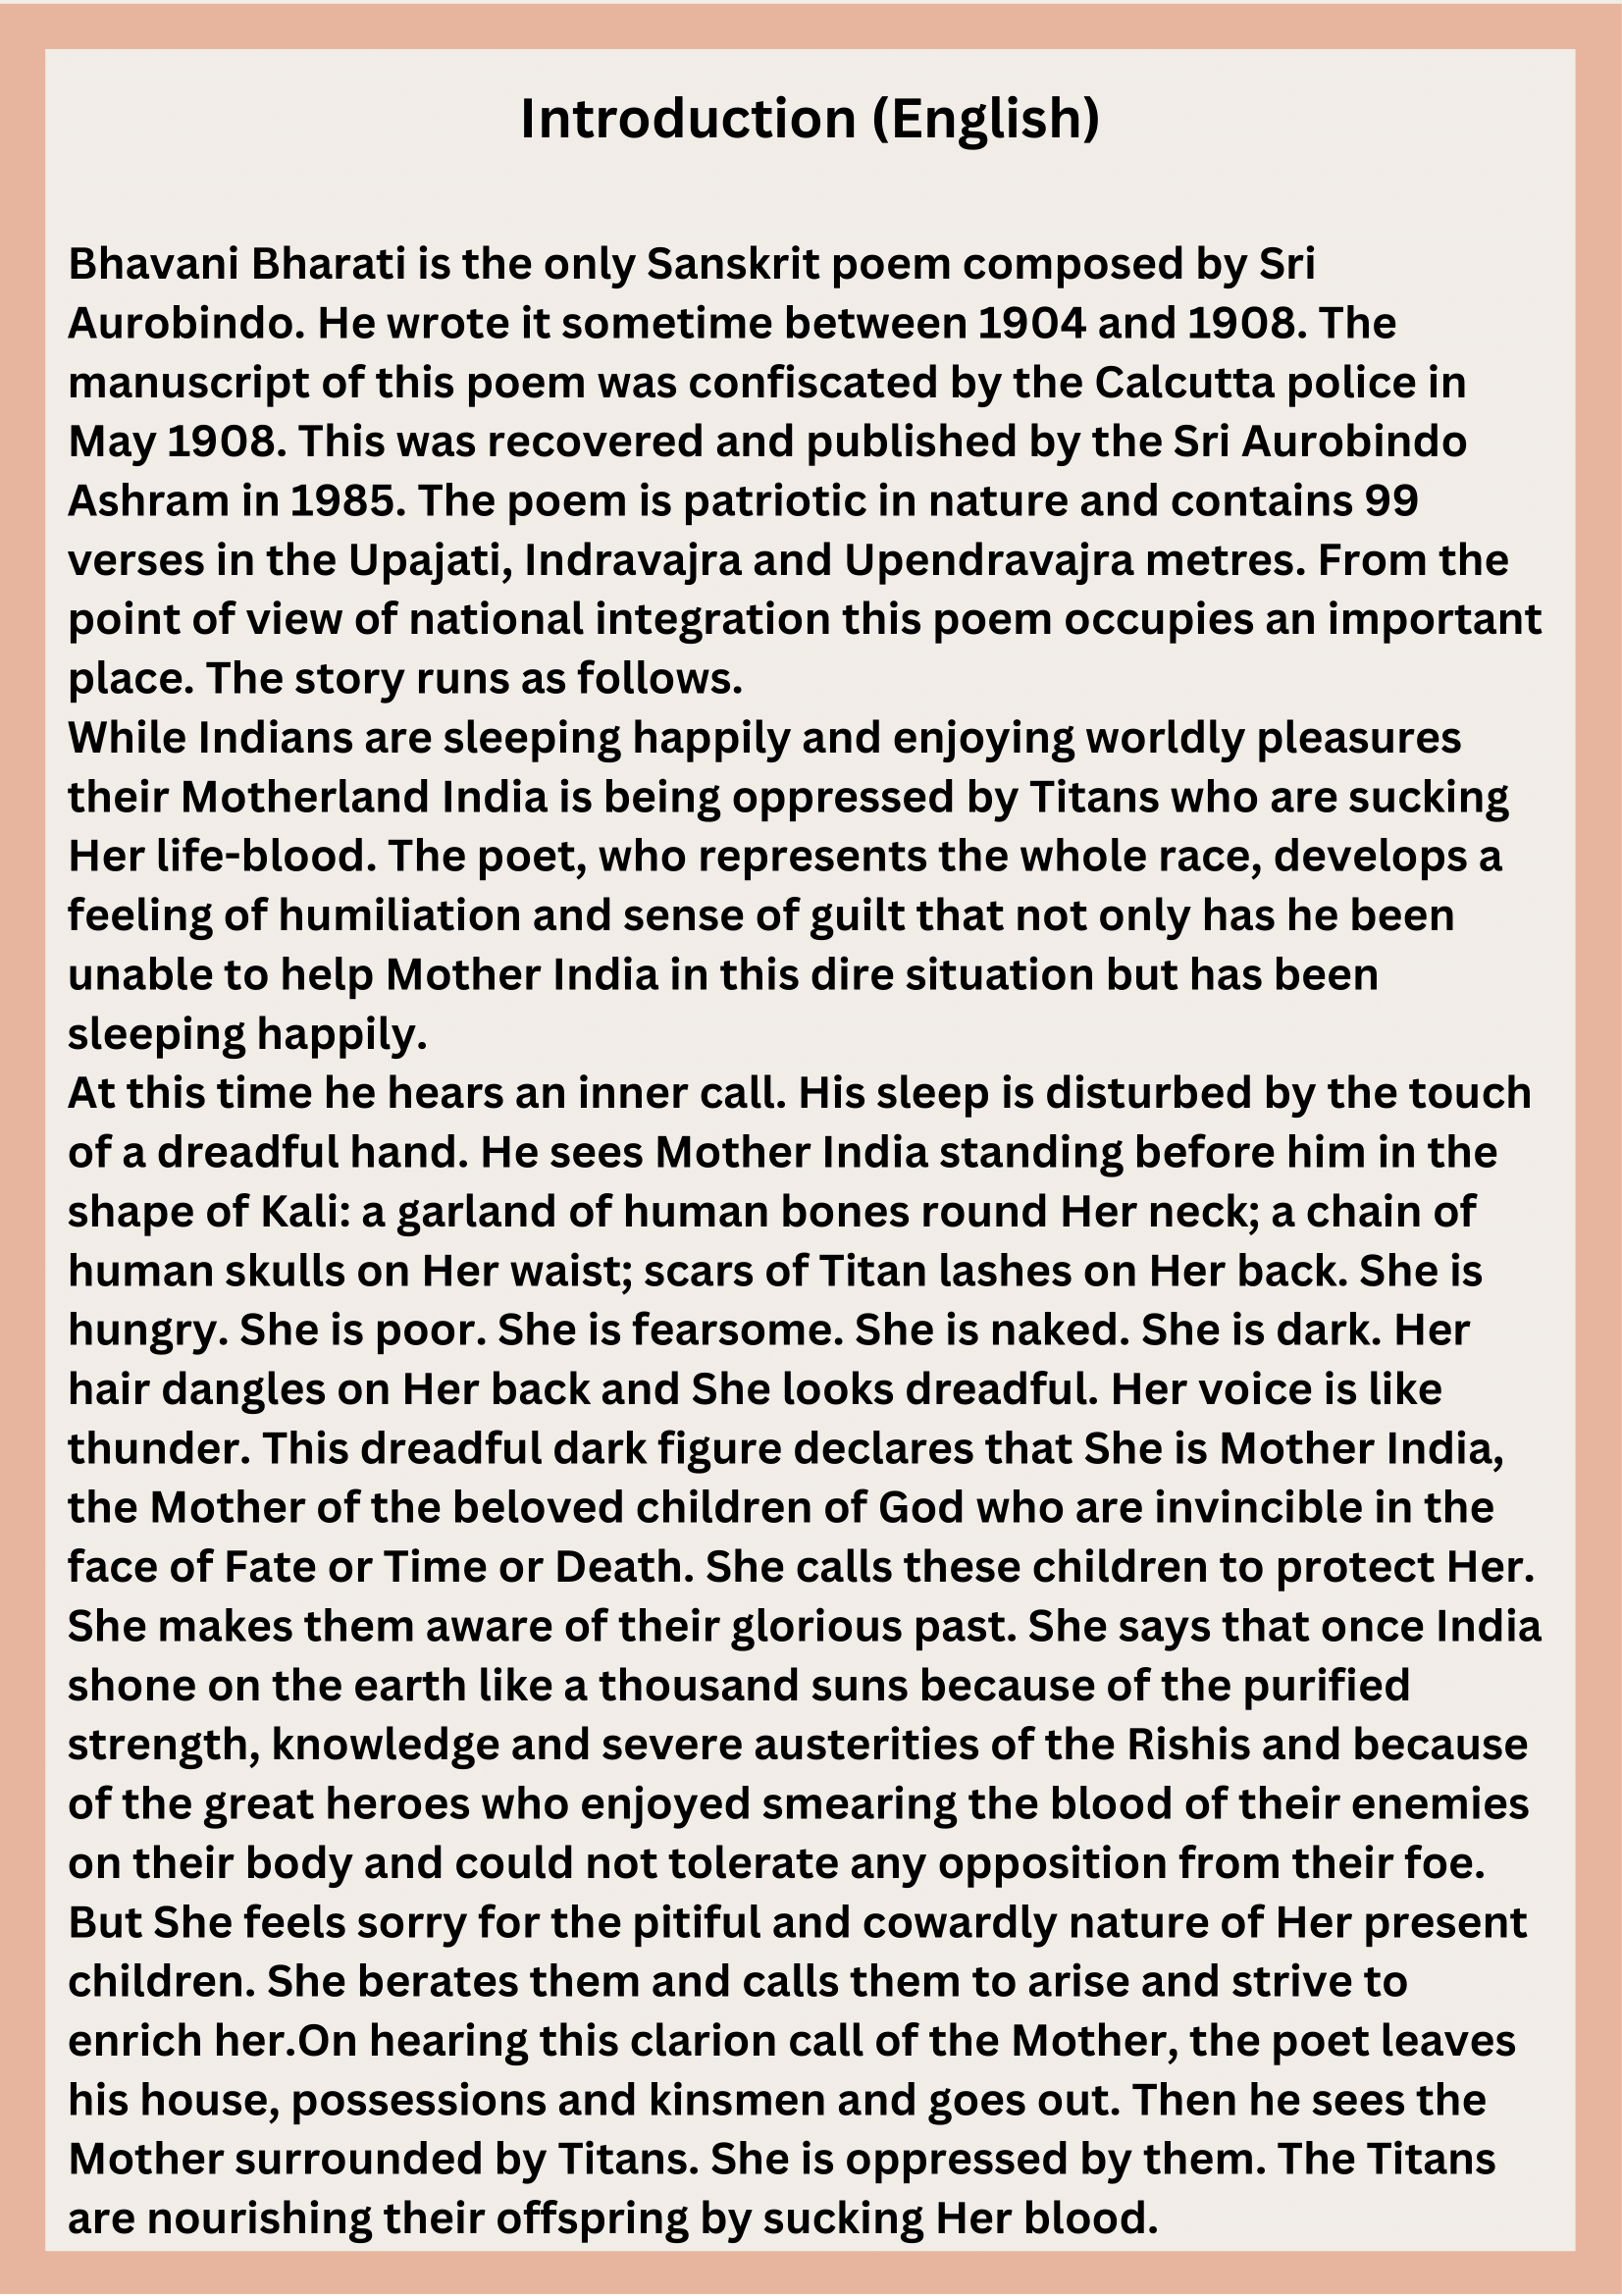 Introduction (English)
Bhavani Bharati is the only Sanskrit poem composed by Sri
Aurobindo. He wrote it sometime between 1904 and 1908. The
manuscript of this poem was confiscated by the Calcutta police in
May 1908. This was recovered and published by the Sri Aurobindo
Ashram in 1985. The poem is patriotic in nature and contains 99
verses in the Upajati, Indravajra and Upendravajra metres. From the
point of view of national integration this poem occupies an important
place. The story runs as follows.
While Indians are sleeping happily and enjoying worldly pleasures
their Motherland India is being oppressed by Titans who are sucking
Her life-blood. The poet, who represents the whole race, develops a
feeling of humiliation and sense of guilt that not only has he been
unable to help Mother India in this dire situation but has been
sleeping happily.
At this time he hears an inner call. His sleep is disturbed by the touch
of a dreadful hand. He sees Mother India standing before him in the
shape of Kali: a garland of human bones round Her neck; a chain of
human skulls on Her waist; scars of Titan lashes on Her back. She is
hungry. She is poor. She is fearsome. She is naked. She is dark. Her
hair dangles on Her back and She looks dreadful. Her voice is like
thunder. This dreadful dark figure declares that She is Mother India,
the Mother of the beloved children of God who are invincible in the
face of Fate or Time or Death. She calls these children to protect Her.
She makes them aware of their glorious past. She says that once India
shone on the earth like a thousand suns because of the purified
strength, knowledge and severe austerities of the Rishis and because
of the great heroes who enjoyed smearing the blood of their enemies
on their body and could not tolerate any opposition from their foe.
But She feels sorry for the pitiful and cowardly nature of Her present
children. She berates them and calls them to arise and strive to
enrich her.On hearing this clarion call of the Mother, the poet leaves
his house, possessions and kinsmen and goes out. Then he sees the
Mother surrounded by Titans. She is oppressed by them. The Titans
are nourishing their offspring by sucking Her blood.